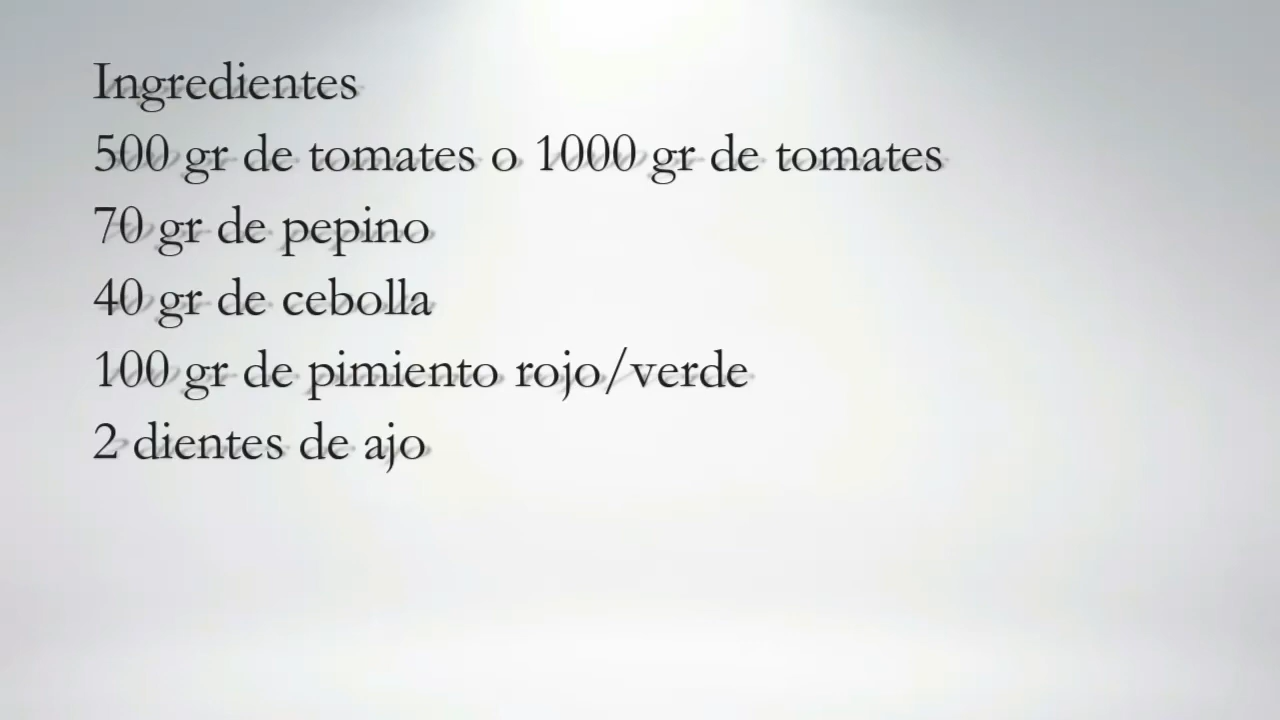 Ingredientes
500 gr de tomates o 1000 gr de tomates
70 gr de pepino
40 gr de cebolla
100 gr de pimiento rojo/verde
2 dientes de ajo